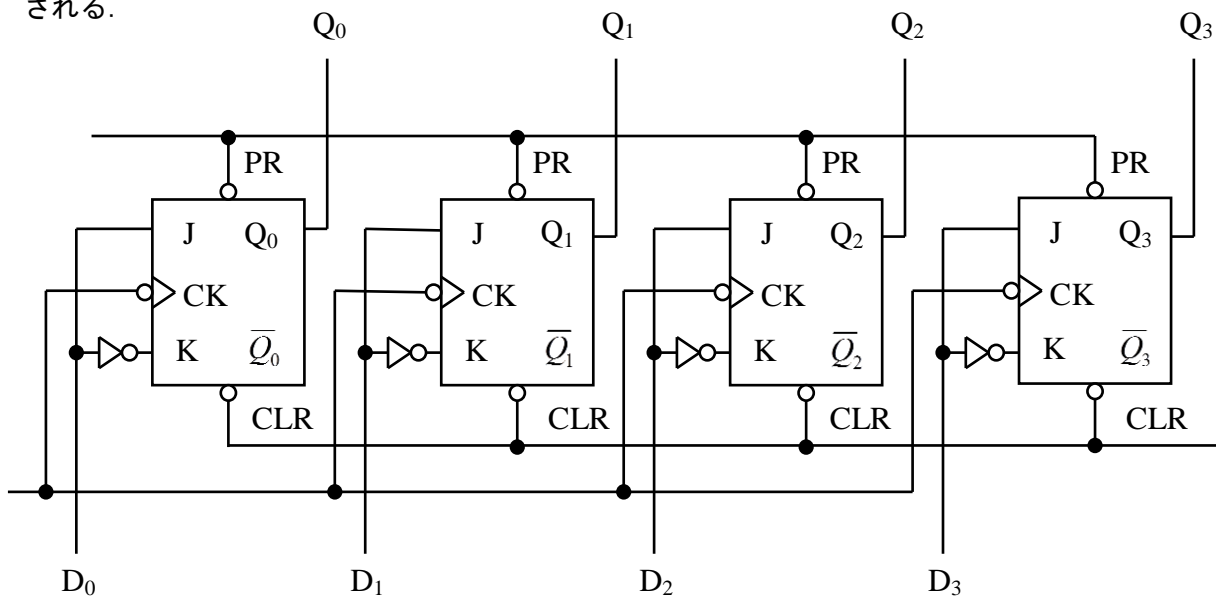 される.
Q₀ Q₁ Q₂ Q₃
PR PR PR PR
J Q₀ J Q₁ J Q₂ J Q₃
CK CK CK CK
K Q̅₀ K Q̅₁ K Q̅₂ K Q̅₃
CLR CLR CLR CLR
D₀ D₁ D₂ D₃